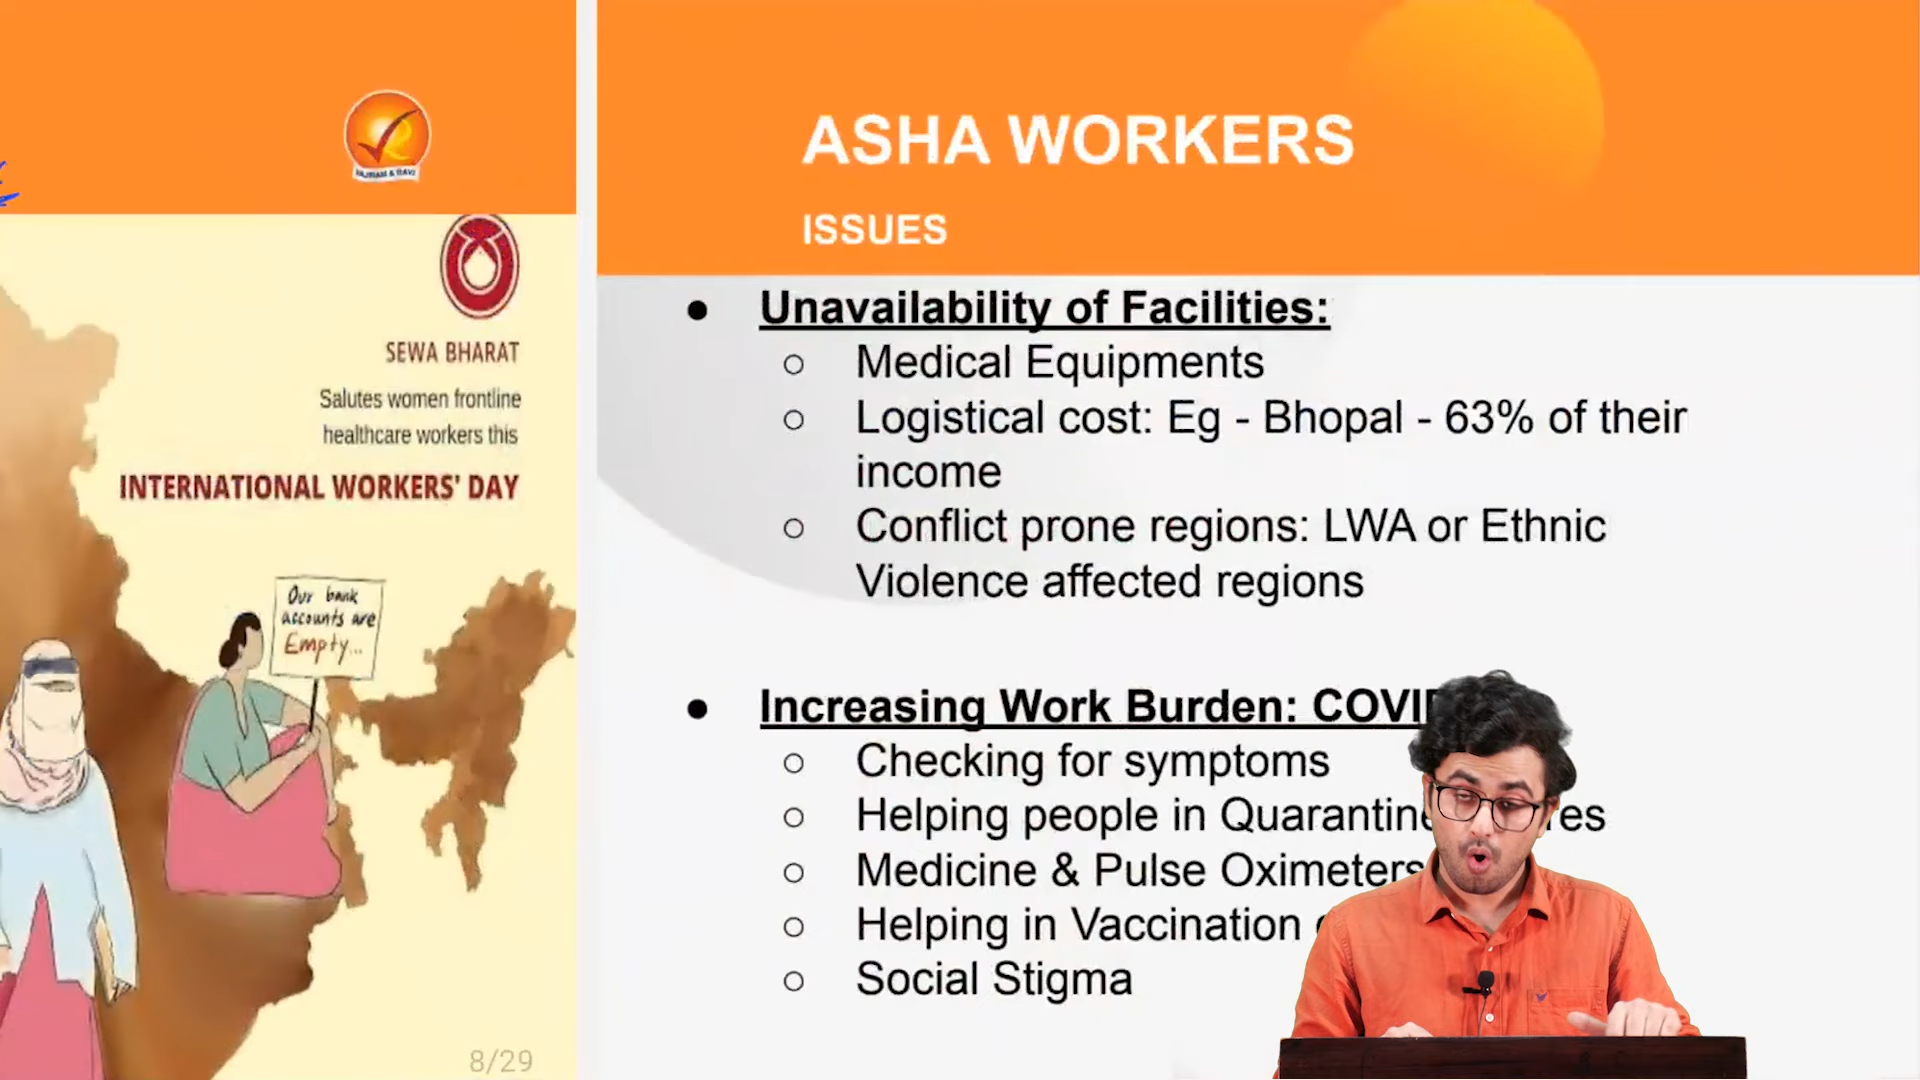 VAJIRAM & RAVI
SEWA BHARAT
Salutes women frontline
healthcare workers this
INTERNATIONAL WORKERS' DAY
Our bank
accounts are
Empty...
8/29
ASHA WORKERS
ISSUES
● Unavailability of Facilities:
○ Medical Equipments
○ Logistical cost: Eg - Bhopal - 63% of their
income
○ Conflict prone regions: LWA or Ethnic
Violence affected regions
● Increasing Work Burden:
○ Checking for symptoms
○ Helping people in
○ Medicine & Pulse Oximeters
○ Helping in Vaccination
○ Social Stigma